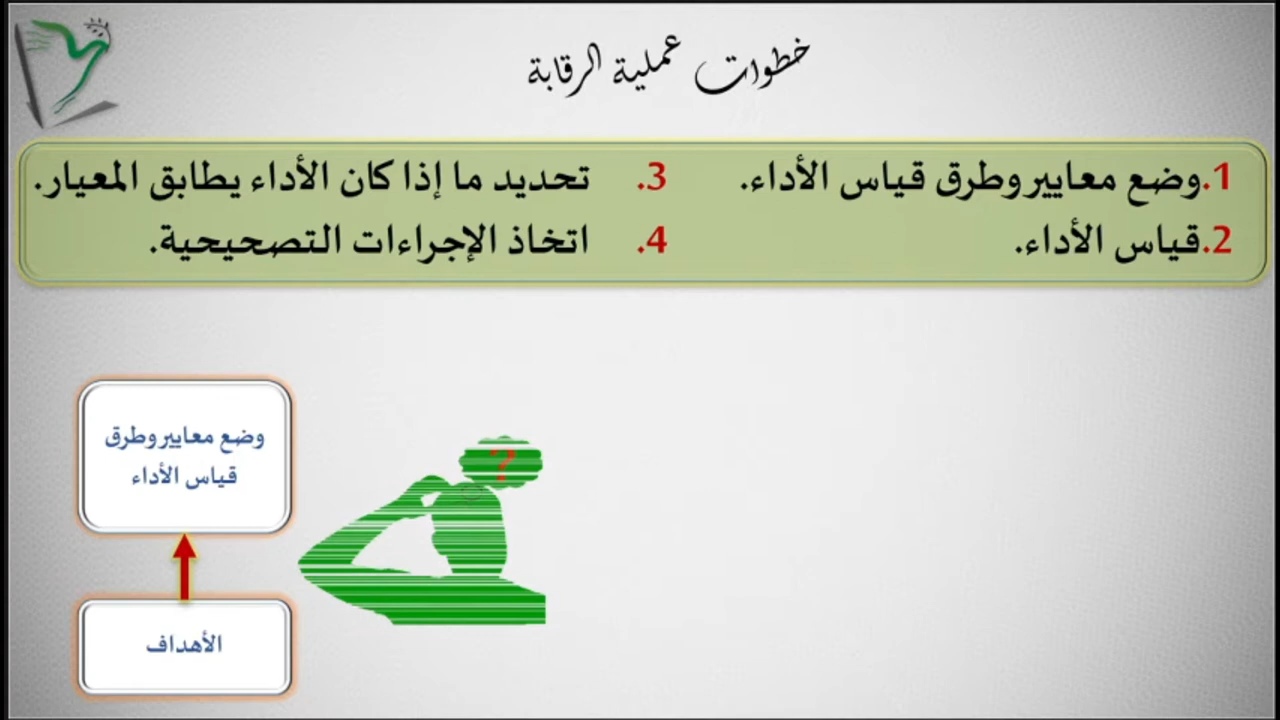 خطوات عملية الرقابة
1.وضع معايير وطرق قياس الأداء.
2.قياس الأداء.
3. تحديد ما إذا كان الأداء يطابق المعيار.
4. اتخاذ الإجراءات التصحيحية.
وضع معايير وطرق
قياس الأداء
?
الأهداف